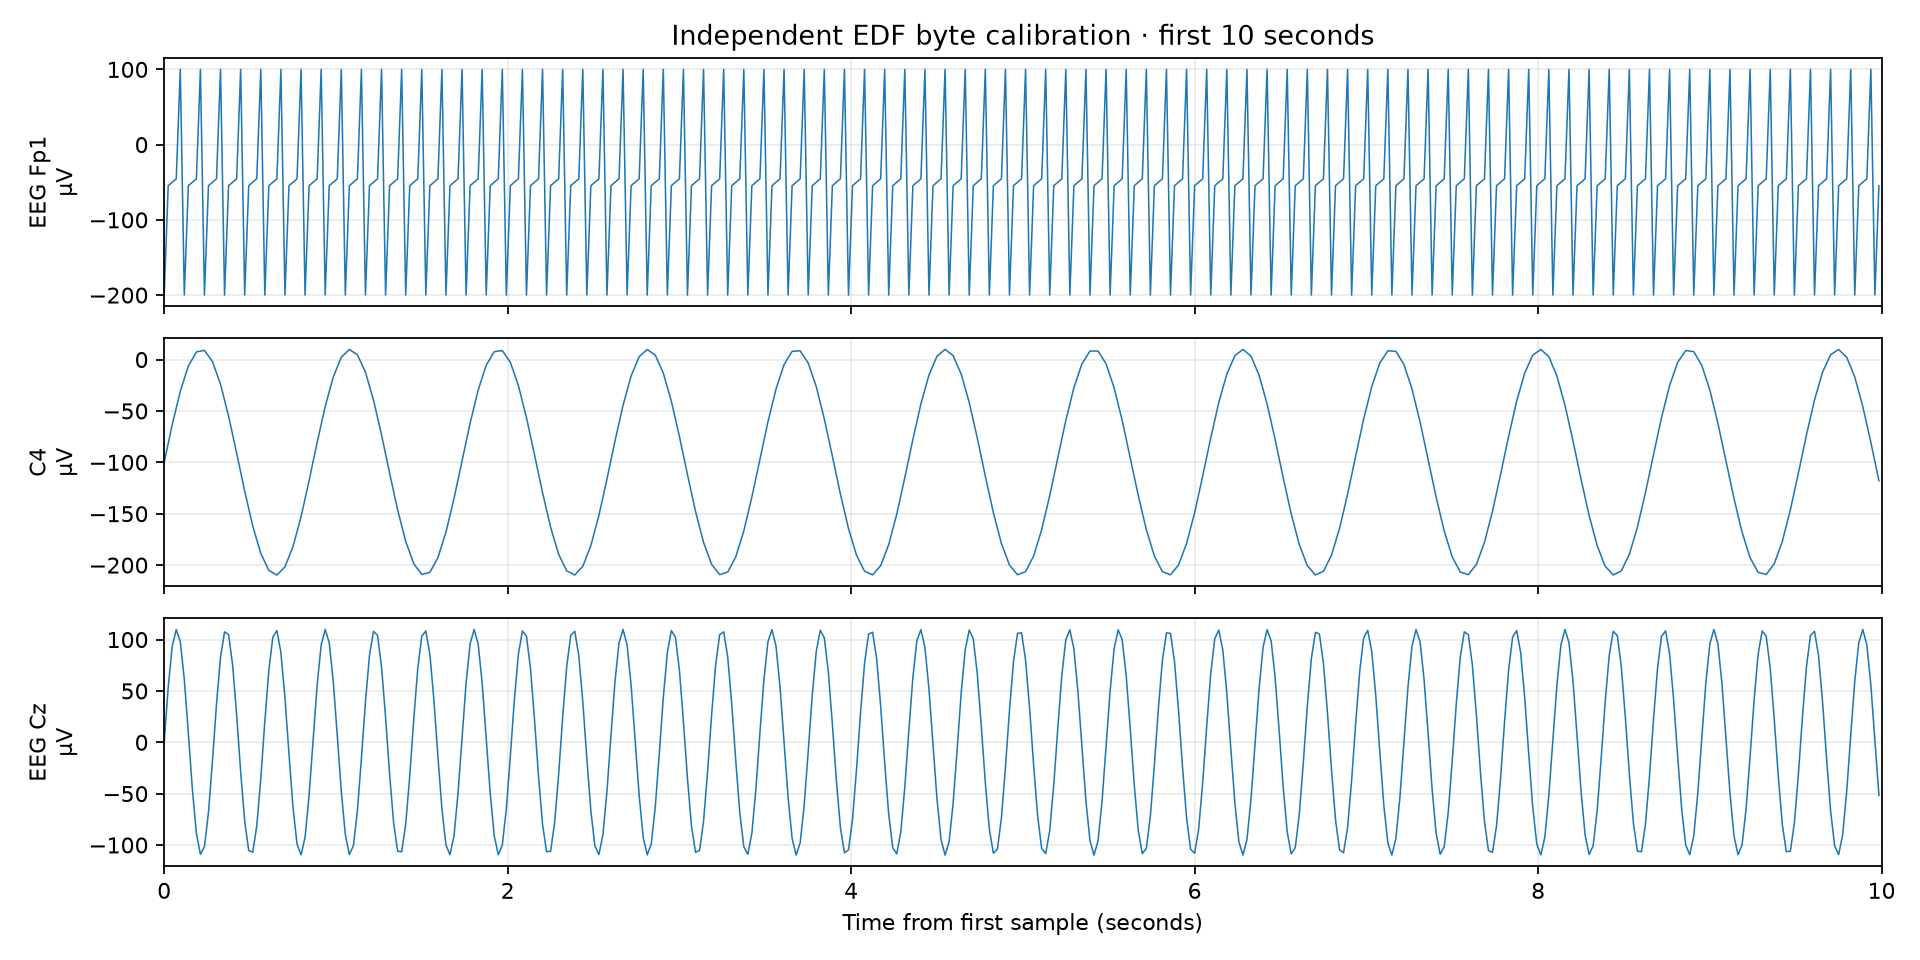 Independent EDF byte calibration · first 10 seconds
EEG Fp1
µV
100
0
−100
−200
C4
µV
0
−50
−100
−150
−200
EEG Cz
µV
100
50
0
−50
−100
0 2 4 6 8 10
Time from first sample (seconds)